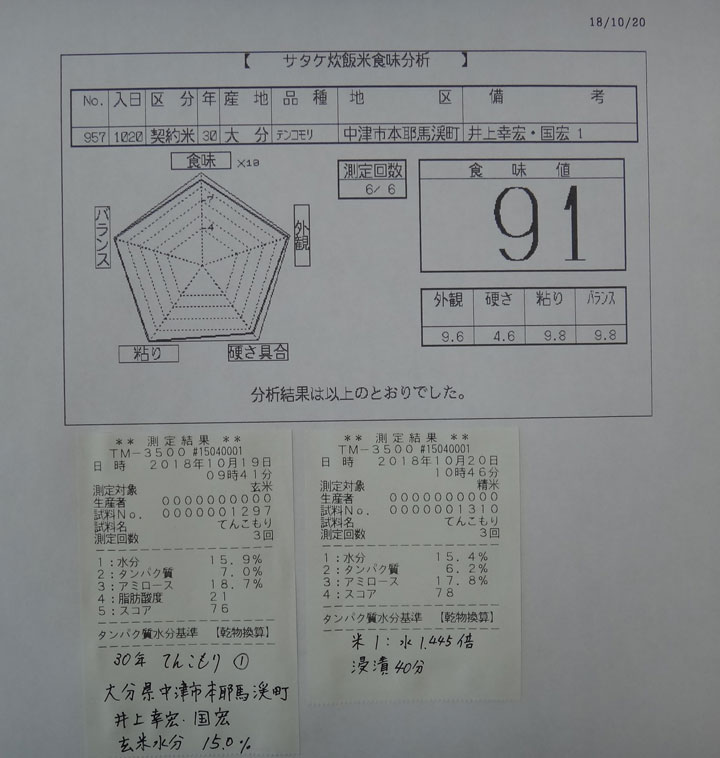 18/10/20
【 サタケ炊飯米食味分析 】
No. 入日 区分 年 産地 品種 地区 備考
957 1020 契約米 30 大分 テンコモリ 中津市本耶馬渓町 井上幸宏・国宏 1
食味 ×10
測定回数
6/ 6
食味値
91
7
4
バランス
外観
粘り
硬さ具合
外観 硬さ 粘り バランス
9.6 4.6 9.8 9.8
分析結果は以上のとおりでした。
** 測定結果 **
TM-3500 #15040001
日時 2018年10月19日
09時41分
測定対象 玄米
生産者 0000000000
試料No. 0000001297
試料名 てんこもり
測定回数 3回
1:水分 15.9%
2:タンパク質 7.0%
3:アミロース 18.7%
4:脂肪酸度 21
5:スコア 76
タンパク質水分基準 【乾物換算】
30年 てんこもり ①
大分県中津市本耶馬渓町
井上幸宏・国宏
玄米水分 15.0%
** 測定結果 **
TM-3500 #15040001
日時 2018年10月20日
10時46分
測定対象 精米
生産者 0000000000
試料No. 0000001310
試料名 てんこもり
測定回数 3回
1:水分 15.4%
2:タンパク質 6.2%
3:アミロース 17.8%
4:スコア 78
タンパク質水分基準 【乾物換算】
米1:水1.445倍
浸漬40分